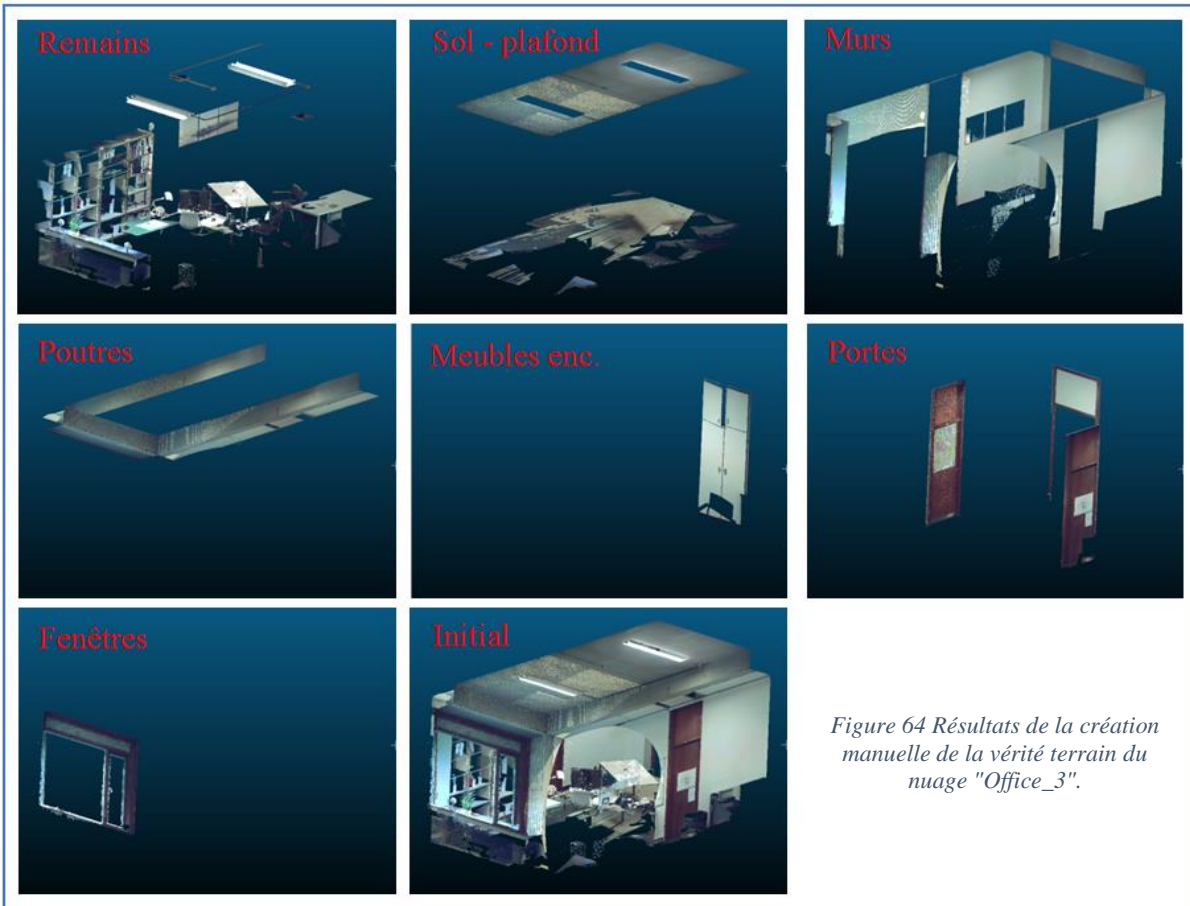 Remains
Sol - plafond
Murs
Poutres
Meubles enc.
Portes
Fenêtres
Initial
Figure 64 Résultats de la création
manuelle de la vérité terrain du
nuage "Office_3".